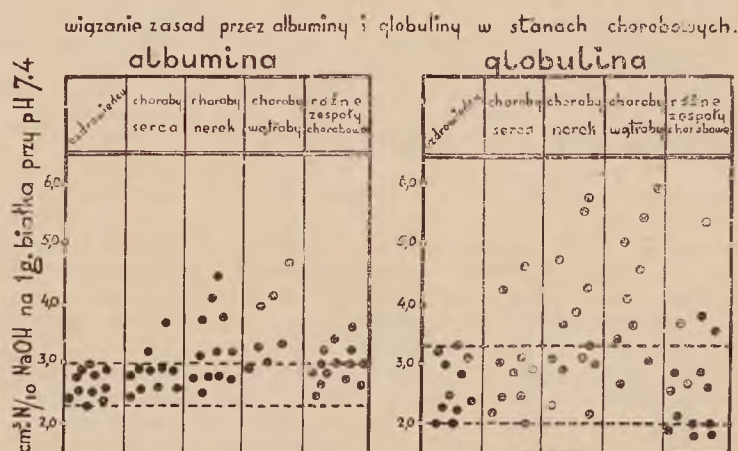 wiązanie zasad przez albuminy i globuliny w stanach chorobowych.
albumina globulina
ozdrowieńcy choroby serca choroby nerek choroby wątroby różne zespoły chorobowe
ozdrowieńcy choroby serca choroby nerek choroby wątroby różne zespoły chorobowe
cm³ N/10 NaOH na 1g. białka przy pH 7.4
6,0
5,0
4,0
3,0
2,0
6,0
5,0
4,0
3,0
2,0